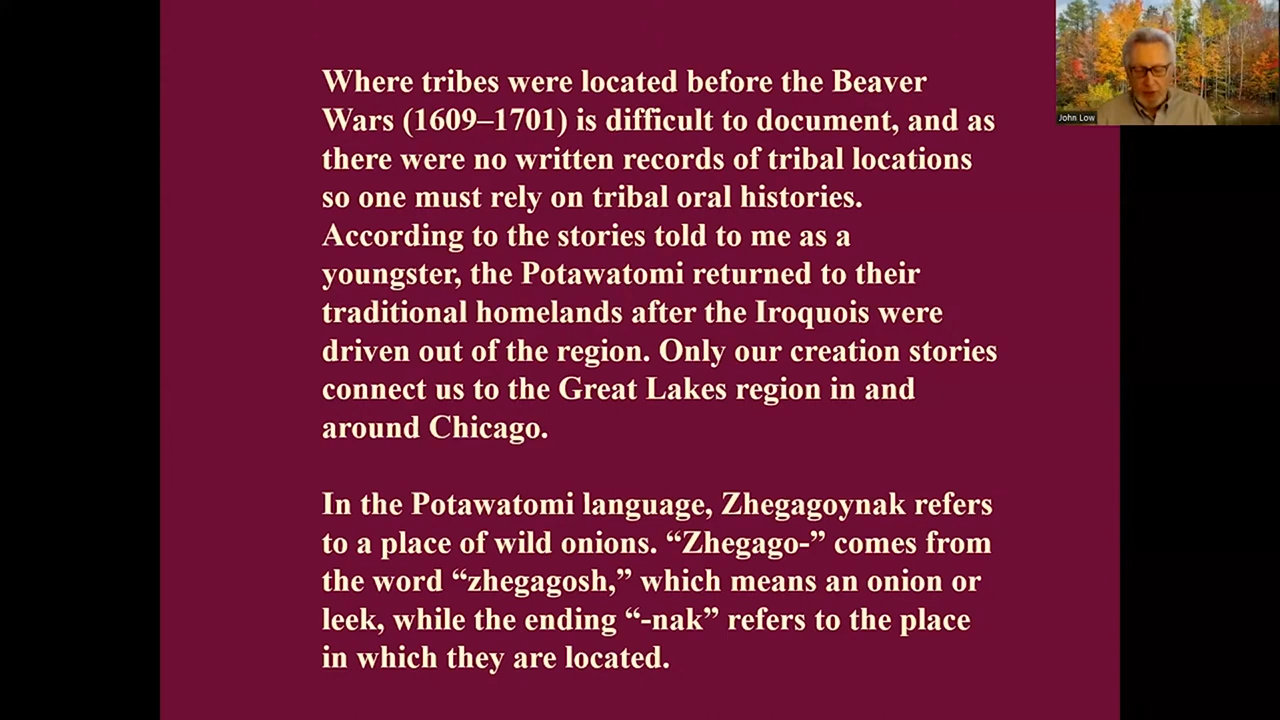 Where tribes were located before the Beaver
Wars (1609–1701) is difficult to document, and as
there were no written records of tribal locations
so one must rely on tribal oral histories.
According to the stories told to me as a
youngster, the Potawatomi returned to their
traditional homelands after the Iroquois were
driven out of the region. Only our creation stories
connect us to the Great Lakes region in and
around Chicago.
In the Potawatomi language, Zhegagoynak refers
to a place of wild onions. “Zhegago-” comes from
the word “zhegagosh,” which means an onion or
leek, while the ending “-nak” refers to the place
in which they are located.
John Low